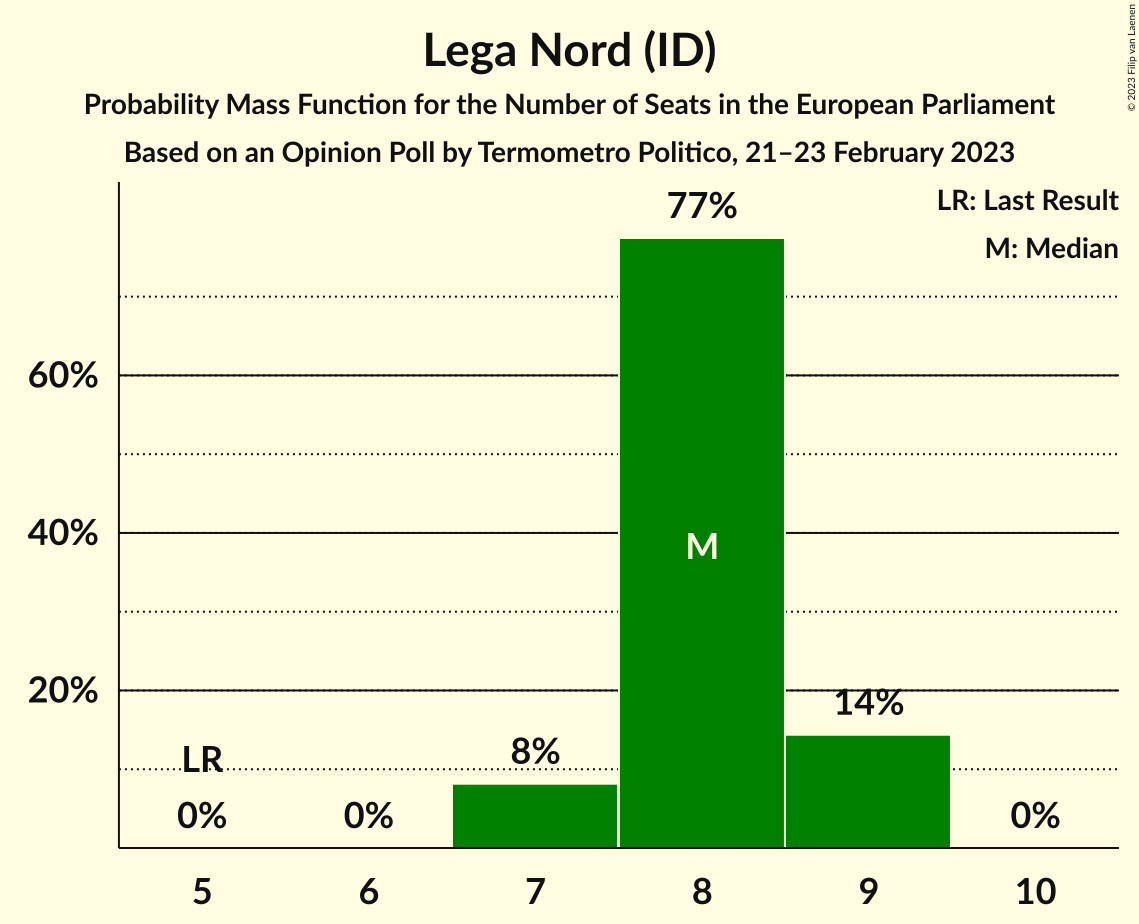 Lega Nord (ID)
Probability Mass Function for the Number of Seats in the European Parliament
Based on an Opinion Poll by Termometro Politico, 21–23 February 2023
© 2023 Filip van Laenen
LR: Last Result
M: Median
77%
60%
40%
20%
M
14%
8%
LR
0%
0%
0%
5
6
7
8
9
10